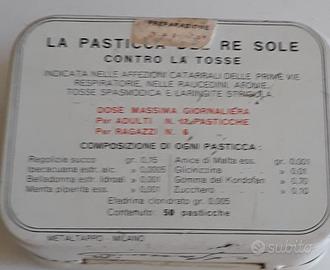 PREPARAZIONE
LA PASTICCA DEL RE SOLE
CONTRO LA TOSSE
INDICATA NELLE AFFEZIONI CATARRALI DELLE PRIME VIE
RESPIRATORIE, NELLE RAUCEDINI, AFONIE,
TOSSE SPASMODICA E LARINGITE STRIDULA.
DOSE MASSIMA GIORNALIERA
Per ADULTI N. 12 PASTICCHE
Per RAGAZZI N. 6
COMPOSIZIONE DI OGNI PASTICCA:
Regolizia succo gr. 0,15
Ipecacuana estr. alc. » 0,0005
Belladonna estr. idroal. » 0,0001
Menta piperita ess. » 0,001
Anice di Malta ess. gr. 0,001
Glicirizzina » 0,01
Gomma del Kordofan » 0,70
Zucchero » 0,10
Efedrina cloridrato gr. 0,005
Contenuto: 50 pasticche
METALTAPPO - MILANO
subito